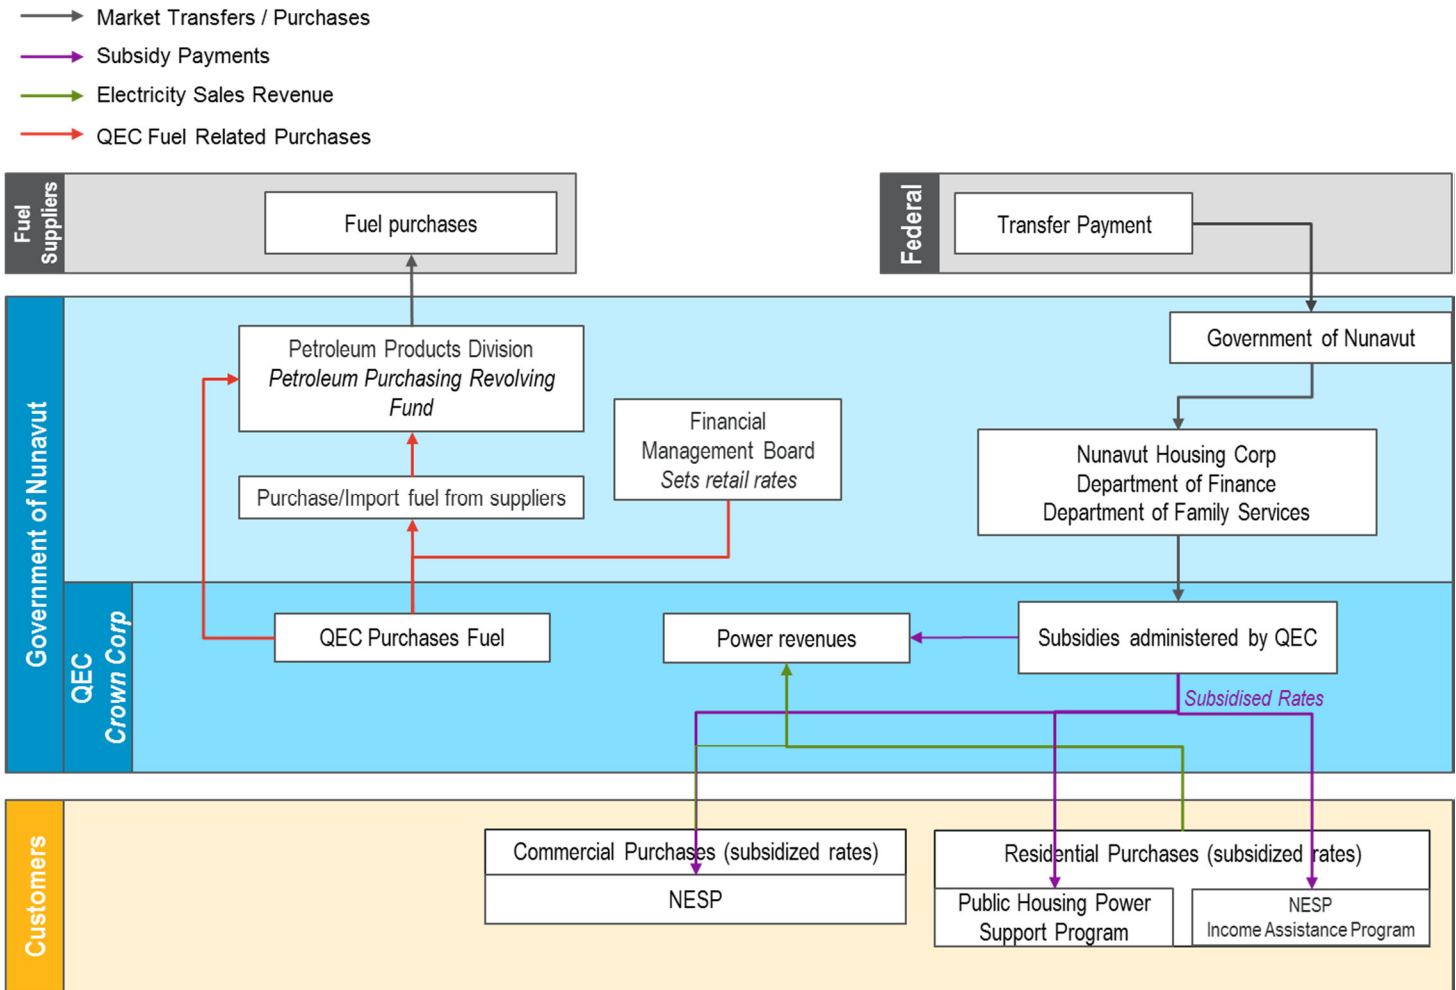 Market Transfers / Purchases
Subsidy Payments
Electricity Sales Revenue
QEC Fuel Related Purchases
Fuel
Suppliers
Fuel purchases
Federal
Transfer Payment
Government of Nunavut
Petroleum Products Division
Petroleum Purchasing Revolving
Fund
Purchase/Import fuel from suppliers
Financial
Management Board
Sets retail rates
Government of Nunavut
Nunavut Housing Corp
Department of Finance
Department of Family Services
QEC
Crown Corp
QEC Purchases Fuel
Power revenues
Subsidies administered by QEC
Subsidised Rates
Customers
Commercial Purchases (subsidized rates)
NESP
Residential Purchases (subsidized rates)
Public Housing Power
Support Program
NESP
Income Assistance Program